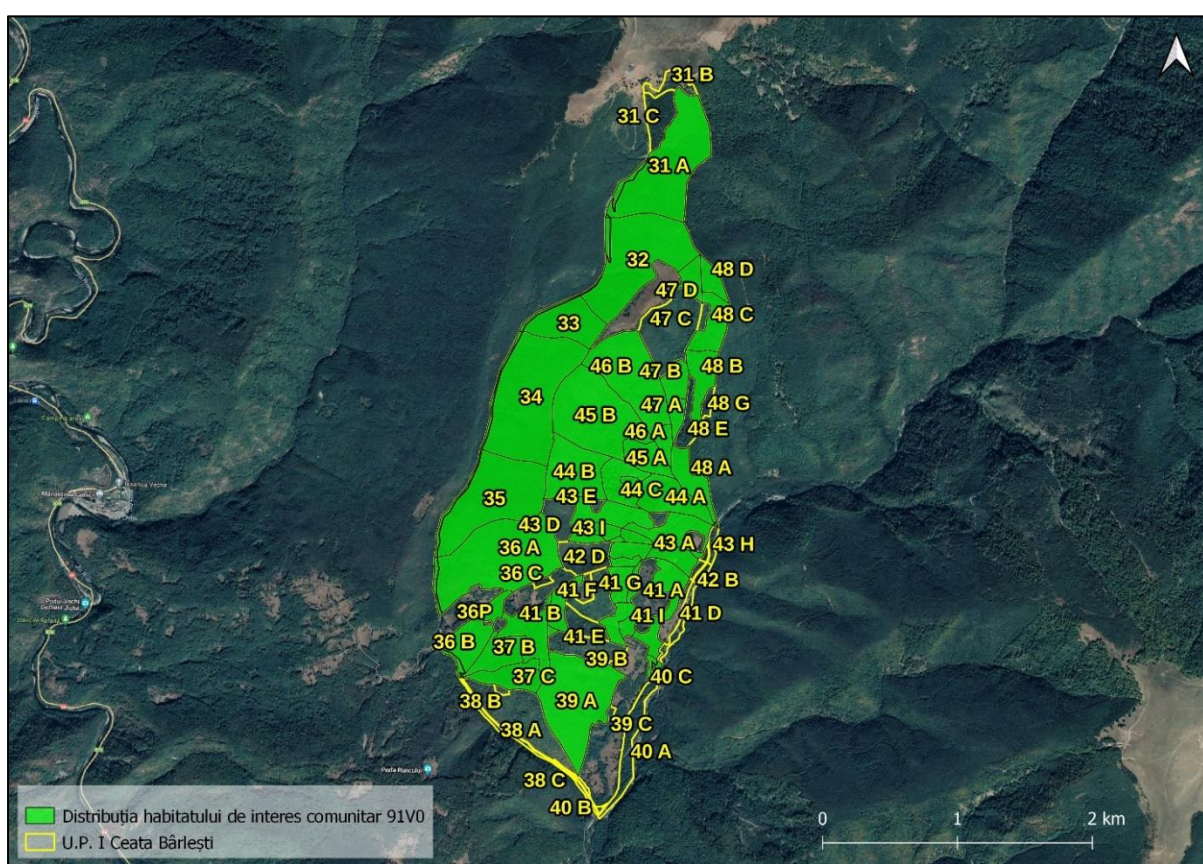 31 B
31 C
31 A
32
48 D
47 D
48 C
47 C
33
46 B
47 B
48 B
34
45 B
47 A
48 G
46 A
48 E
45 A
44 B
48 A
43 E
44 C
44 A
35
43 D
43 I
36 A
43 A
43 H
42 D
36 C
41 F
41 G
41 A
42 B
36P
41 B
41 I
41 D
36 B
37 B
41 E
39 B
37 C
40 C
38 B
39 A
38 A
39 C
40 A
38 C
40 B
Distribuția habitatului de interes comunitar 91V0
U.P. I Ceata Bârlești
0
1
2 km